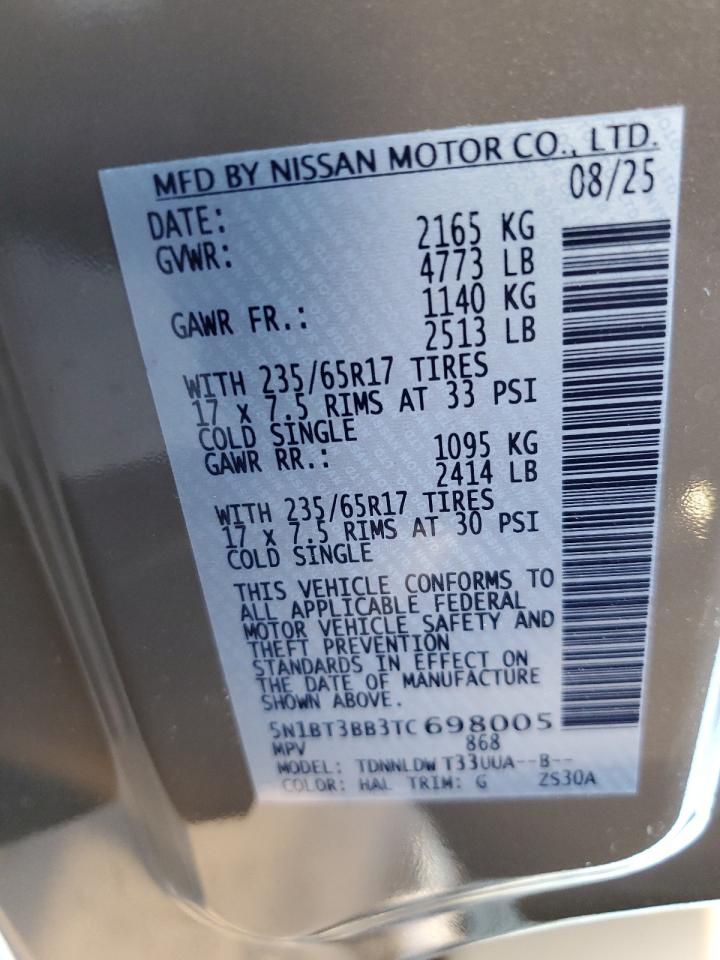 MFD BY NISSAN MOTOR CO., LTD.
DATE: 08/25
GVWR: 2165 KG
4773 LB
GAWR FR.: 1140 KG
2513 LB
WITH 235/65R17 TIRES
17 x 7.5 RIMS AT 33 PSI
COLD SINGLE
GAWR RR.: 1095 KG
2414 LB
WITH 235/65R17 TIRES
17 x 7.5 RIMS AT 30 PSI
COLD SINGLE
THIS VEHICLE CONFORMS TO
ALL APPLICABLE FEDERAL
MOTOR VEHICLE SAFETY AND
THEFT PREVENTION
STANDARDS IN EFFECT ON
THE DATE OF MANUFACTURE
SHOWN ABOVE.
5N1BT3BB3TC698005
MPV 868
MODEL: TDNNLDW T33UUA--B--
COLOR: HAL TRIM: G ZS30A